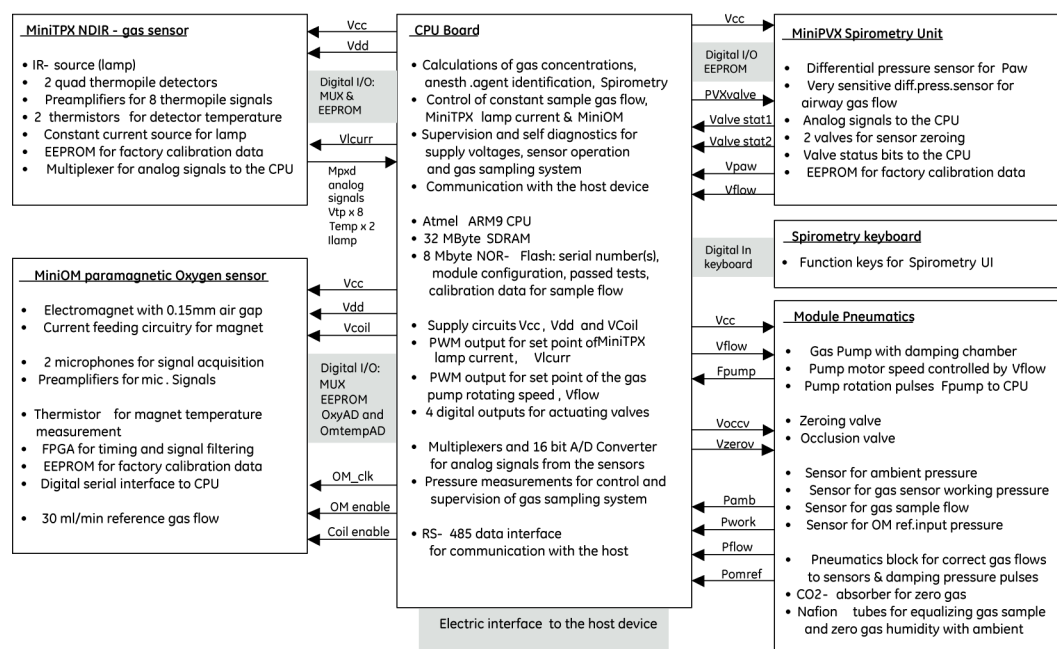 MiniTPX NDIR - gas sensor
• IR- source (lamp)
• 2 quad thermopile detectors
• Preamplifiers for 8 thermopile signals
• 2 thermistors for detector temperature
• Constant current source for lamp
• EEPROM for factory calibration data
• Multiplexer for analog signals to the CPU
MiniOM paramagnetic Oxygen sensor
• Electromagnet with 0.15mm air gap
• Current feeding circuitry for magnet
• 2 microphones for signal acquisition
• Preamplifiers for mic. Signals
• Thermistor for magnet temperature
measurement
• FPGA for timing and signal filtering
• EEPROM for factory calibration data
• Digital serial interface to CPU
• 30 ml/min reference gas flow
Vcc
Vdd
Digital I/O:
MUX &
EEPROM
Vlcurr
Mpxd
analog
signals
Vtp x 8
Temp x 2
Ilamp
Vcc
Vdd
Vcoil
Digital I/O:
MUX
EEPROM
OxyAD and
OmtempAD
OM_clk
OM enable
Coil enable
CPU Board
• Calculations of gas concentrations,
anesth .agent identification, Spirometry
• Control of constant sample gas flow,
MiniTPX lamp current & MiniOM
• Supervision and self diagnostics for
supply voltages, sensor operation
and gas sampling system
• Communication with the host device
• Atmel ARM9 CPU
• 32 MByte SDRAM
• 8 Mbyte NOR- Flash: serial number(s),
module configuration, passed tests,
calibration data for sample flow
• Supply circuits Vcc, Vdd and VCoil
• PWM output for set point of MiniTPX
lamp current, Vlcurr
• PWM output for set point of the gas
pump rotating speed, Vflow
• 4 digital outputs for actuating valves
• Multiplexers and 16 bit A/D Converter
for analog signals from the sensors
• Pressure measurements for control and
supervision of gas sampling system
• RS- 485 data interface
for communication with the host
Electric interface to the host device
Vcc
Digital I/O
EEPROM
PVXvalve
Valve stat1
Valve stat2
Vpaw
Vflow
Digital In
keyboard
Vcc
Vflow
Fpump
Voccv
Vzerov
Pamb
Pwork
Pflow
Pomref
MiniPVX Spirometry Unit
• Differential pressure sensor for Paw
• Very sensitive diff.press.sensor for
airway gas flow
• Analog signals to the CPU
• 2 valves for sensor zeroing
• Valve status bits to the CPU
• EEPROM for factory calibration data
Spirometry keyboard
• Function keys for Spirometry UI
Module Pneumatics
• Gas Pump with damping chamber
• Pump motor speed controlled by Vflow
• Pump rotation pulses Fpump to CPU
• Zeroing valve
• Occlusion valve
• Sensor for ambient pressure
• Sensor for gas sensor working pressure
• Sensor for gas sample flow
• Sensor for OM ref.input pressure
• Pneumatics block for correct gas flows
to sensors & damping pressure pulses
• CO2- absorber for zero gas
• Nafion tubes for equalizing gas sample
and zero gas humidity with ambient